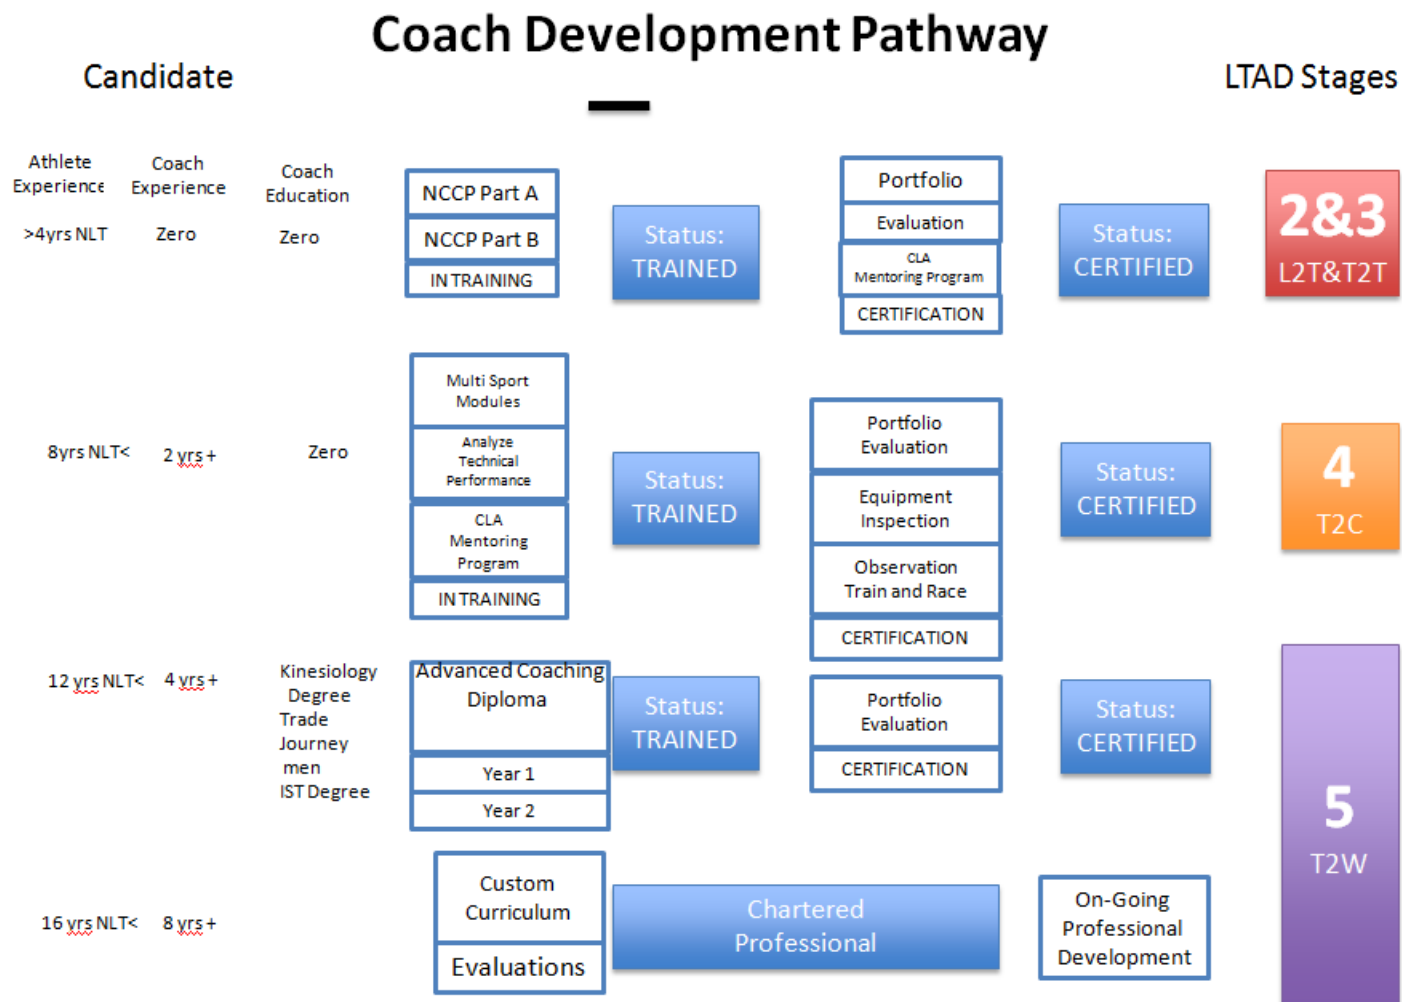 Coach Development Pathway
Candidate
LTAD Stages
Athlete
Experience
Coach
Experience
Coach
Education
>4yrs NLT
Zero
Zero
NCCP Part A
NCCP Part B
IN TRAINING
Status:
TRAINED
Portfolio
Evaluation
CLA
Mentoring Program
CERTIFICATION
Status:
CERTIFIED
2&3
L2T&T2T
8yrs NLT<
2 yrs +
Zero
Multi Sport
Modules
Analyze
Technical
Performance
CLA
Mentoring
Program
IN TRAINING
Status:
TRAINED
Portfolio
Evaluation
Equipment
Inspection
Observation
Train and Race
CERTIFICATION
Status:
CERTIFIED
4
T2C
12 yrs NLT<
4 yrs +
Kinesiology
Degree
Trade
Journey
men
IST Degree
Advanced Coaching
Diploma
Year 1
Year 2
Status:
TRAINED
Portfolio
Evaluation
CERTIFICATION
Status:
CERTIFIED
5
T2W
16 yrs NLT<
8 yrs +
Custom
Curriculum
Evaluations
Chartered
Professional
On-Going
Professional
Development